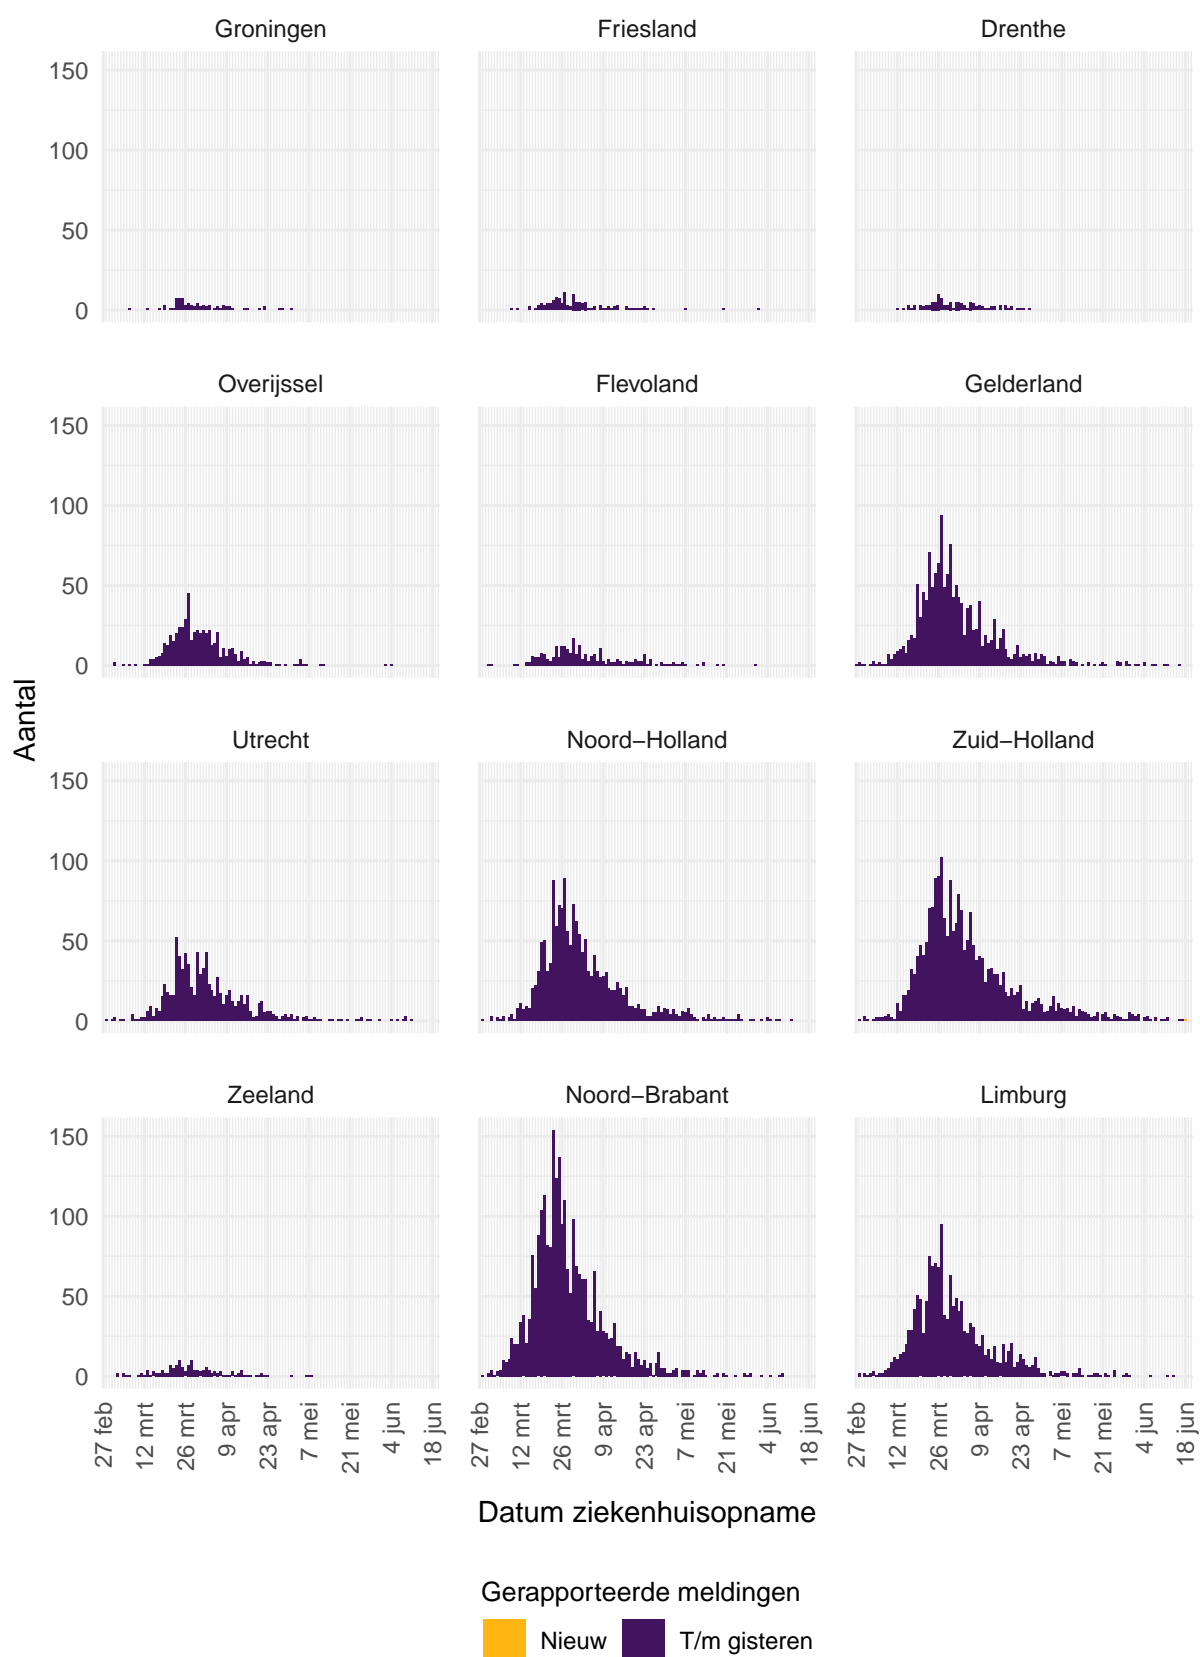 Groningen Friesland Drenthe
150
100
50
0
Overijssel Flevoland Gelderland
150
100
50
0
Aantal
Utrecht Noord−Holland Zuid−Holland
150
100
50
0
Zeeland Noord−Brabant Limburg
150
100
50
0
27 feb 12 mrt 26 mrt 9 apr 23 apr 7 mei 21 mei 4 jun 18 jun 27 feb 12 mrt 26 mrt 9 apr 23 apr 7 mei 21 mei 4 jun 18 jun 27 feb 12 mrt 26 mrt 9 apr 23 apr 7 mei 21 mei 4 jun 18 jun
Datum ziekenhuisopname
Gerapporteerde meldingen
Nieuw T/m gisteren